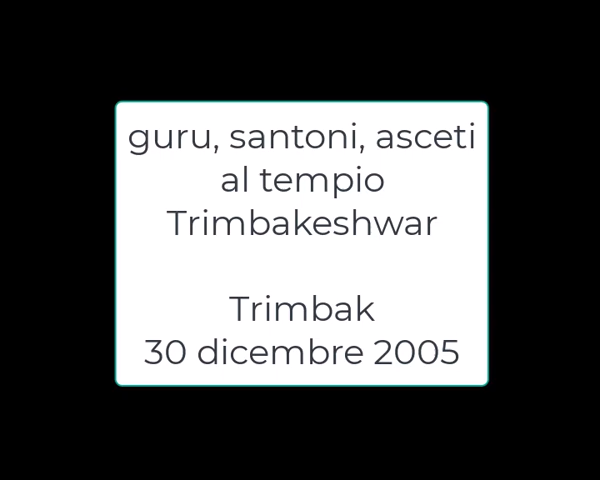 guru, santoni, asceti
al tempio
Trimbakeshwar
Trimbak
30 dicembre 2005